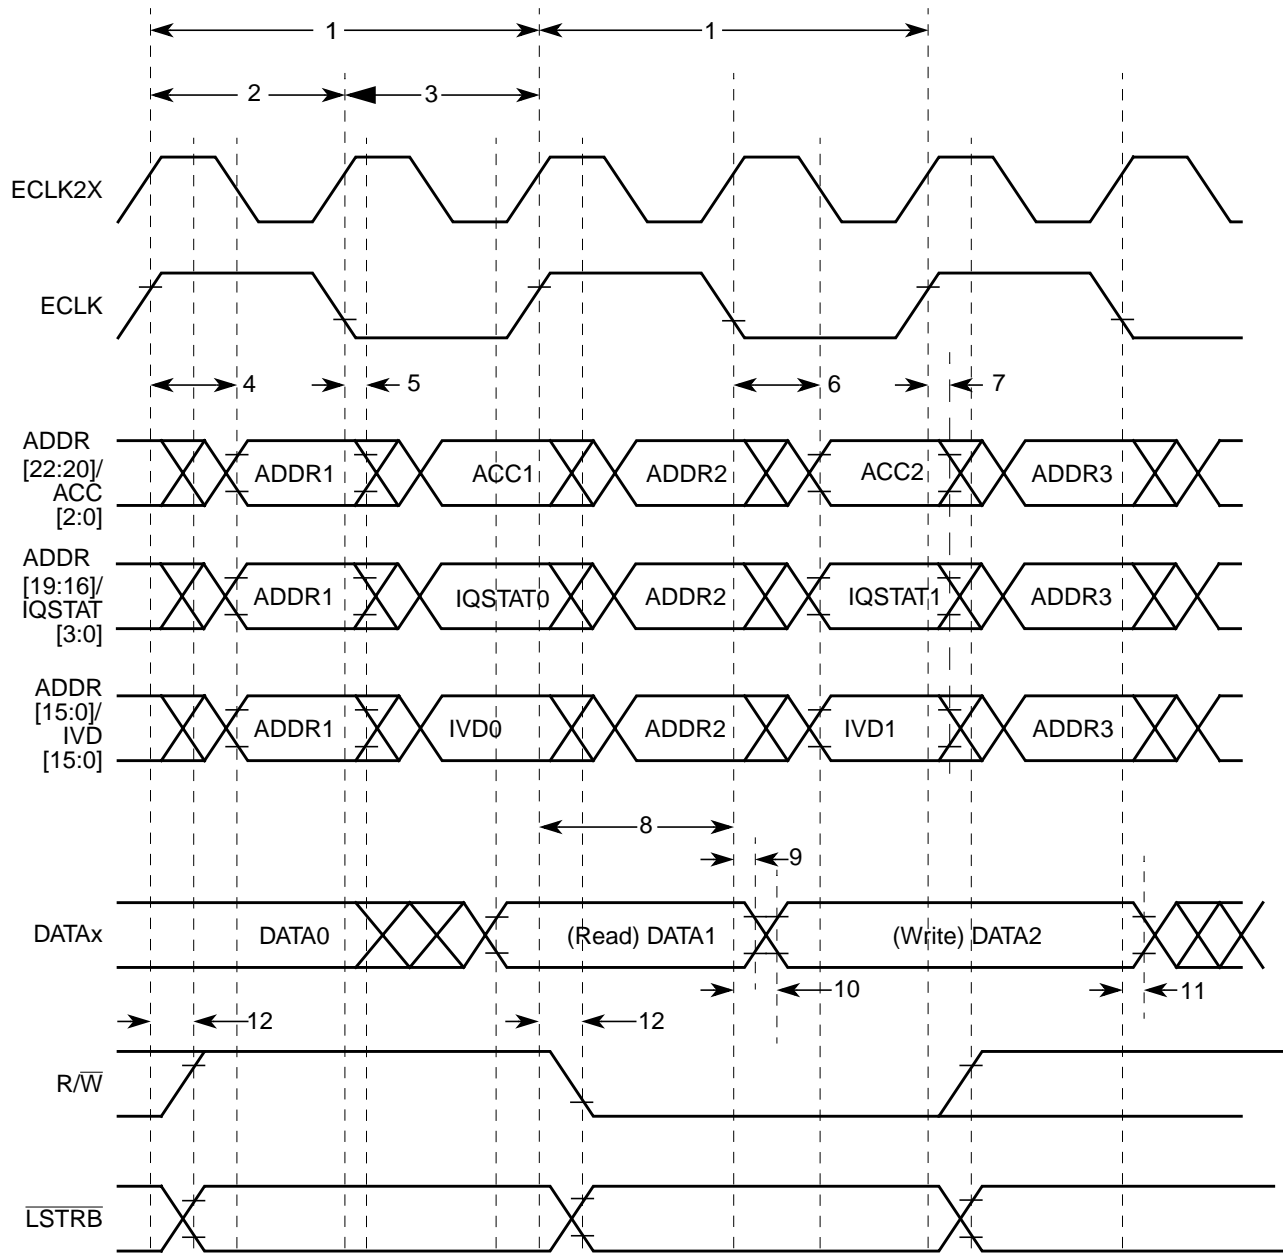 1 1
2 3
ECLK2X
ECLK
4 5 6 7
ADDR
[22:20]/
ACC
[2:0]
ADDR1 ACC1 ADDR2 ACC2 ADDR3
ADDR
[19:16]/
IQSTAT
[3:0]
ADDR1 IQSTAT0 ADDR2 IQSTAT1 ADDR3
ADDR
[15:0]/
IVD
[15:0]
ADDR1 IVD0 ADDR2 IVD1 ADDR3
8
9
DATAx DATA0 (Read) DATA1 (Write) DATA2
10 11
12 12
R/W̅
L̅S̅T̅R̅B̅